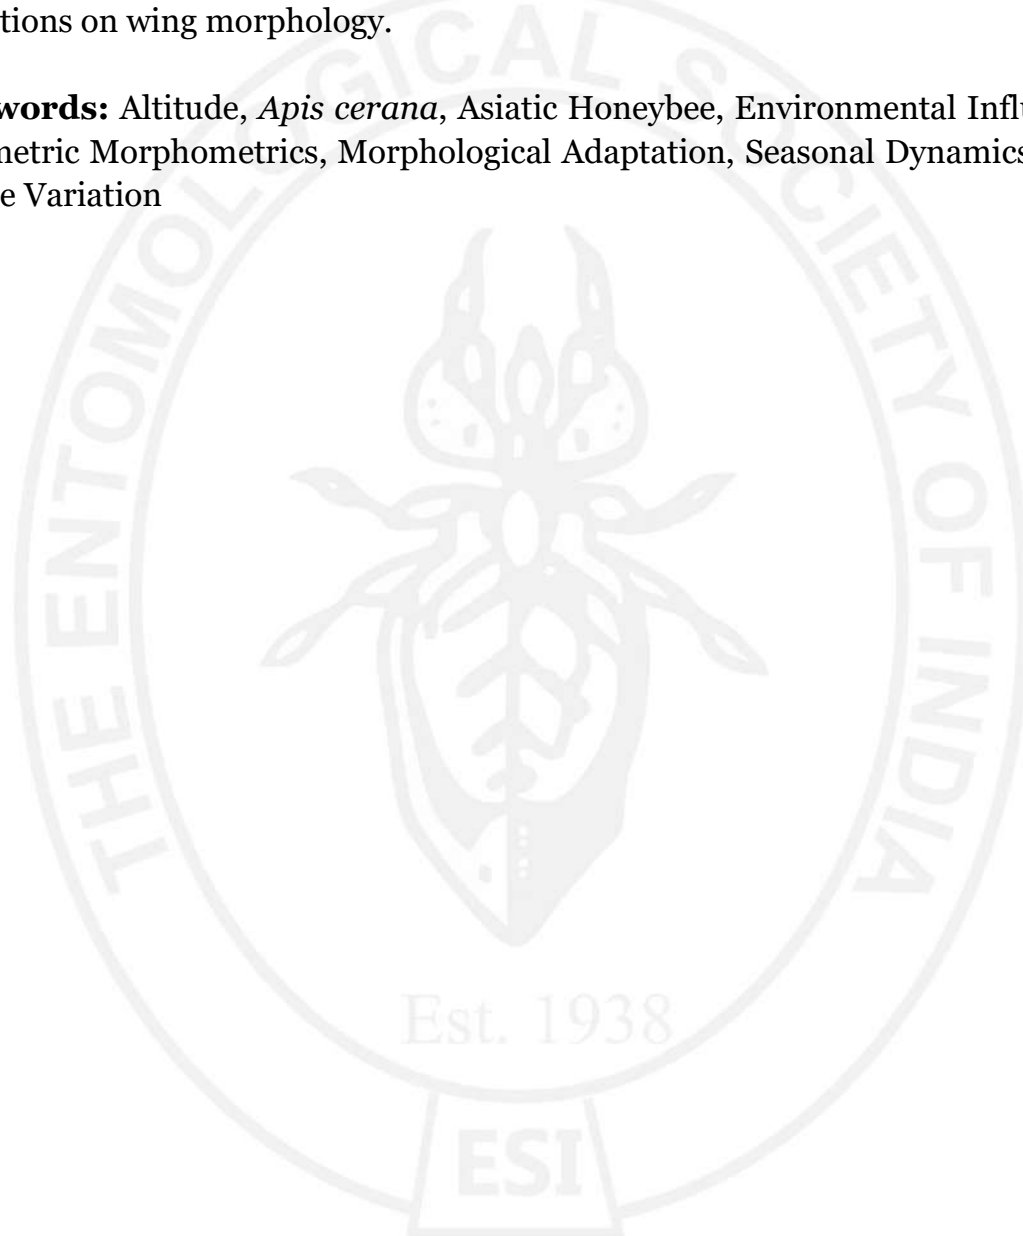 tions on wing morphology.
words: Altitude, Apis cerana, Asiatic Honeybee, Environmental Influ
metric Morphometrics, Morphological Adaptation, Seasonal Dynamics
e Variation
THE ENTOMOLOGICAL SOCIETY OF INDIA
Est. 1938
ESI